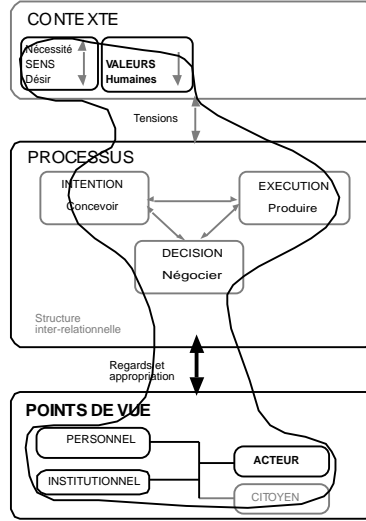 CONTEXTE
Nécessité
SENS
Désir
VALEURS
Humaines
Tensions
PROCESSUS
INTENTION
Concevoir
EXECUTION
Produire
DECISION
Négocier
Structure
inter-relationnelle
Regards et
appropriation
POINTS DE VUE
PERSONNEL
INSTITUTIONNEL
ACTEUR
CITOYEN